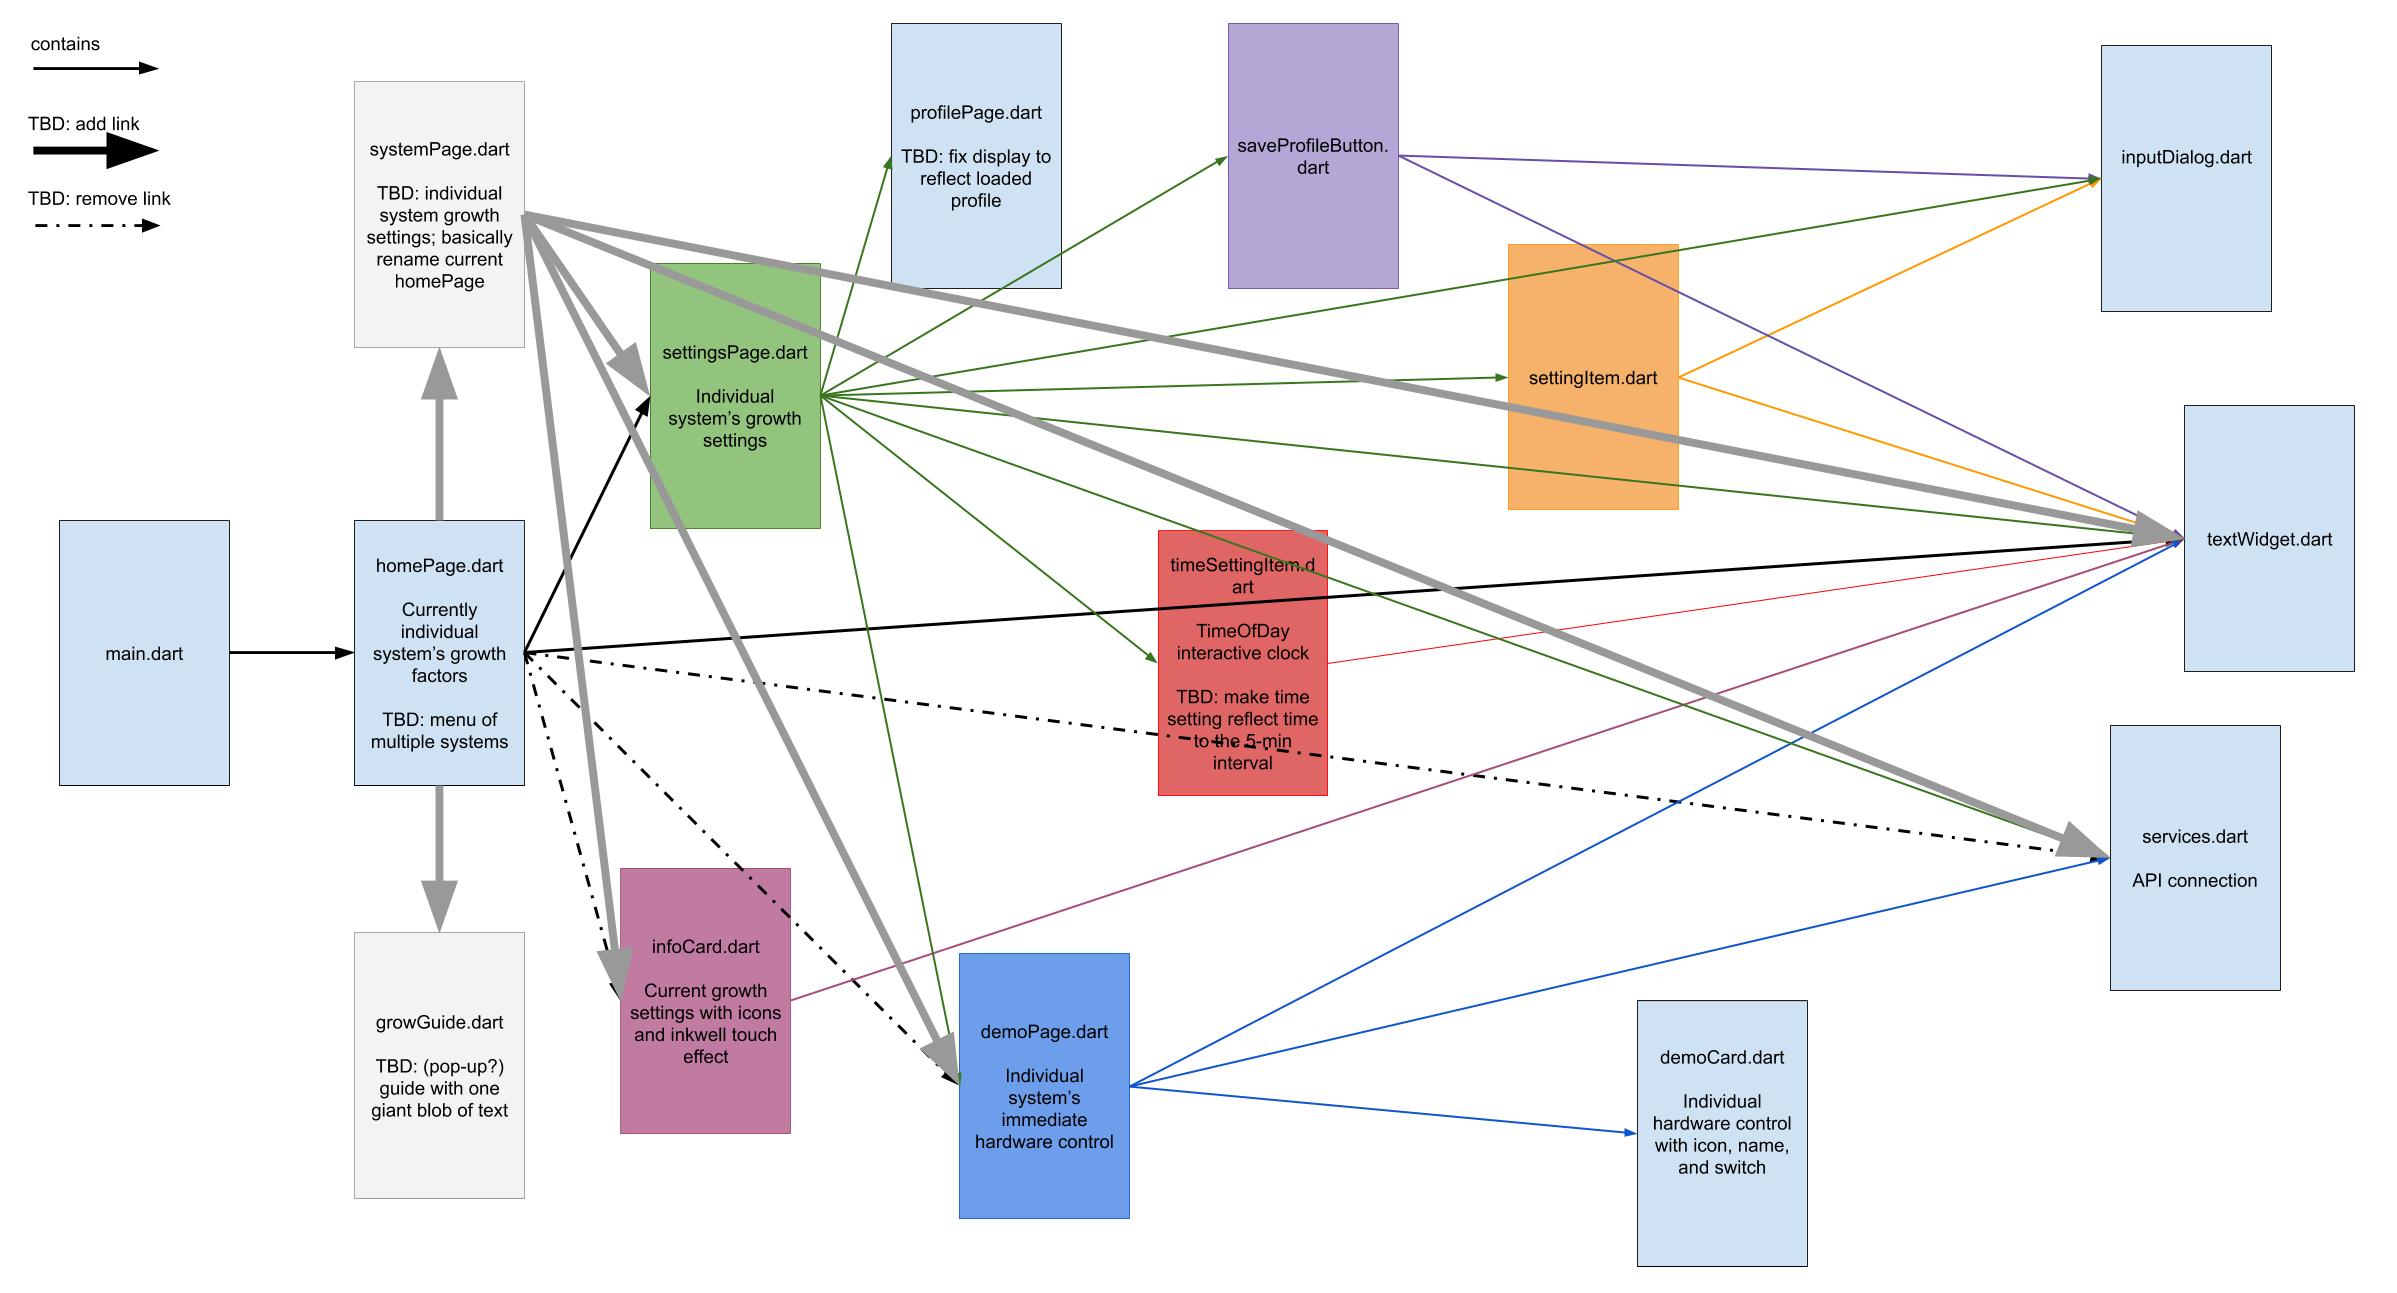 contains
TBD: add link
TBD: remove link
systemPage.dart
TBD: individual
system growth
settings; basically
rename current
homePage
profilePage.dart
TBD: fix display to
reflect loaded
profile
saveProfileButton.
dart
inputDialog.dart
settingsPage.dart
Individual
system’s growth
settings
settingItem.dart
textWidget.dart
main.dart
homePage.dart
Currently
individual
system’s growth
factors
TBD: menu of
multiple systems
timeSettingItem.d
art
TimeOfDay
interactive clock
TBD: make time
setting reflect time
to the 5-min
interval
services.dart
API connection
growGuide.dart
TBD: (pop-up?)
guide with one
giant blob of text
infoCard.dart
Current growth
settings with icons
and inkwell touch
effect
demoPage.dart
Individual
system’s
immediate
hardware control
demoCard.dart
Individual
hardware control
with icon, name,
and switch